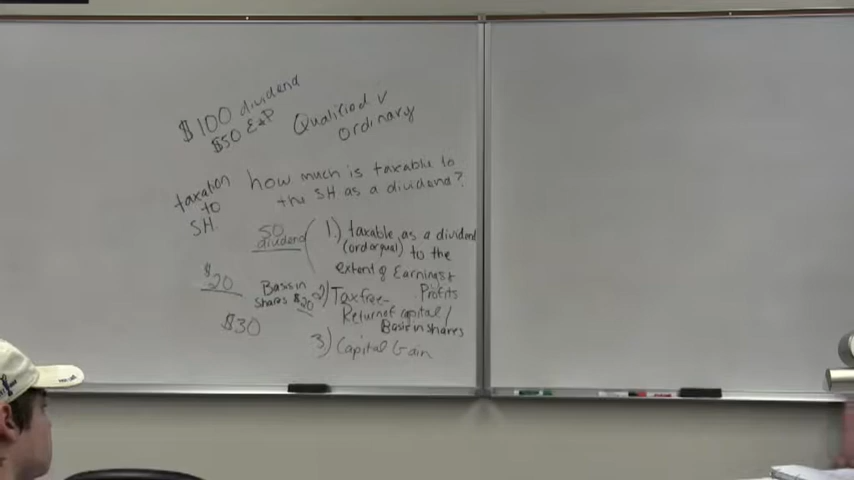 $100 dividend
$50 E&P
Qualified v
ordinary
taxation
to
SH
how much is taxable to
the SH as a dividend?
50
dividend
1.) taxable as a dividend
(ord or qual) to the
extent of Earnings &
Profits
$20
$30
Basis in
shares $20
2) Tax free -
Return of capital /
Basis in shares
3) Capital Gain